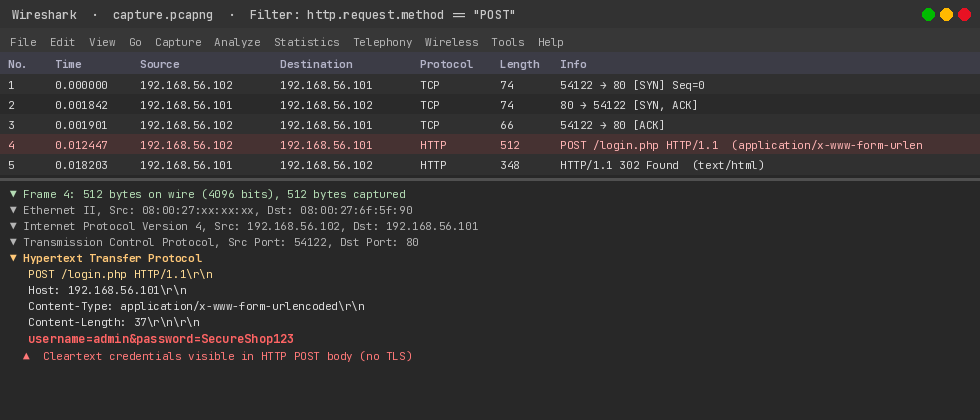 Wireshark  ·  capture.pcapng  ·  Filter: http.request.method == "POST"
File  Edit  View  Go  Capture  Analyze  Statistics  Telephony  Wireless  Tools  Help
No.  Time  Source  Destination  Protocol  Length  Info
1  0.000000  192.168.56.102  192.168.56.101  TCP  74  54122 → 80 [SYN] Seq=0
2  0.001842  192.168.56.101  192.168.56.102  TCP  74  80 → 54122 [SYN, ACK]
3  0.001901  192.168.56.102  192.168.56.101  TCP  66  54122 → 80 [ACK]
4  0.012447  192.168.56.102  192.168.56.101  HTTP  512  POST /login.php HTTP/1.1  (application/x-www-form-urlen
5  0.018203  192.168.56.101  192.168.56.102  HTTP  348  HTTP/1.1 302 Found  (text/html)
▼ Frame 4: 512 bytes on wire (4096 bits), 512 bytes captured
▼ Ethernet II, Src: 08:00:27:xx:xx:xx, Dst: 08:00:27:6f:5f:90
▼ Internet Protocol Version 4, Src: 192.168.56.102, Dst: 192.168.56.101
▼ Transmission Control Protocol, Src Port: 54122, Dst Port: 80
▼ Hypertext Transfer Protocol
POST /login.php HTTP/1.1\r\n
Host: 192.168.56.101\r\n
Content-Type: application/x-www-form-urlencoded\r\n
Content-Length: 37\r\n\r\n
username=admin&password=SecureShop123
▲  Cleartext credentials visible in HTTP POST body (no TLS)